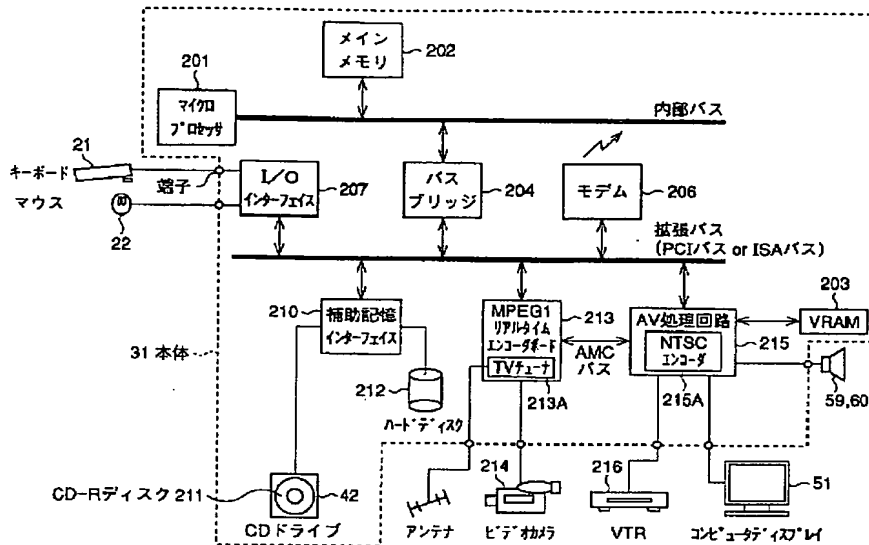 メイン
メモリ
202
201
マイクロ
プロセッサ
内部バス
21
キーボード
端子
I/O
インターフェイス
207
バス
ブリッジ
204
モデム
206
マウス
22
拡張バス
(PCIバス or ISAバス)
210
補助記憶
インターフェイス
MPEG1
リアルタイム
エンコーダボード
TVチューナ
213
213A
AMC
バス
AV処理回路
NTSC
エンコーダ
215
215A
203
VRAM
59,60
31 本体
212
ハードディスク
CD-Rディスク 211
42
CDドライブ
アンテナ
214
ビデオカメラ
216
VTR
51
コンピュータディスプレイ